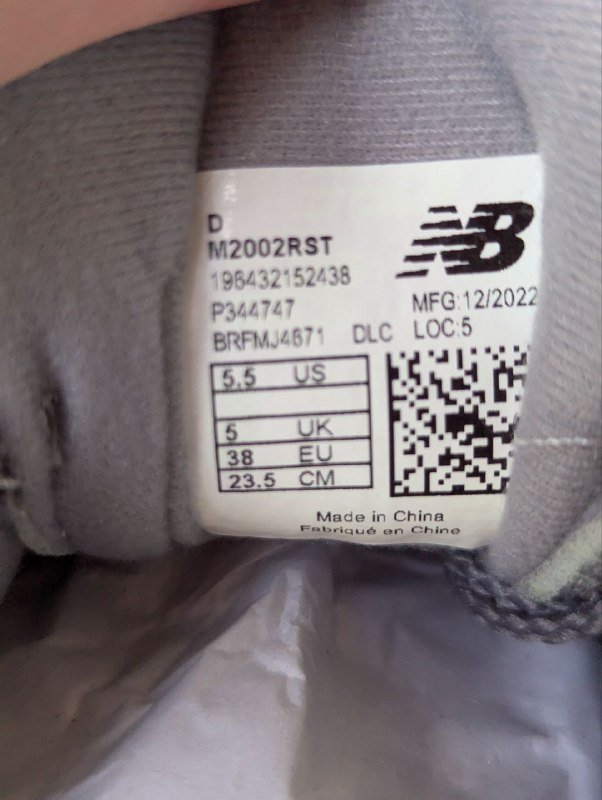 D
M2002RST
196432152438
P344747
BRFMJ4671 DLC
NB
MFG:12/2022
LOC:5
5.5 US
5 UK
38 EU
23.5 CM
Made in China
Fabriqué en Chine